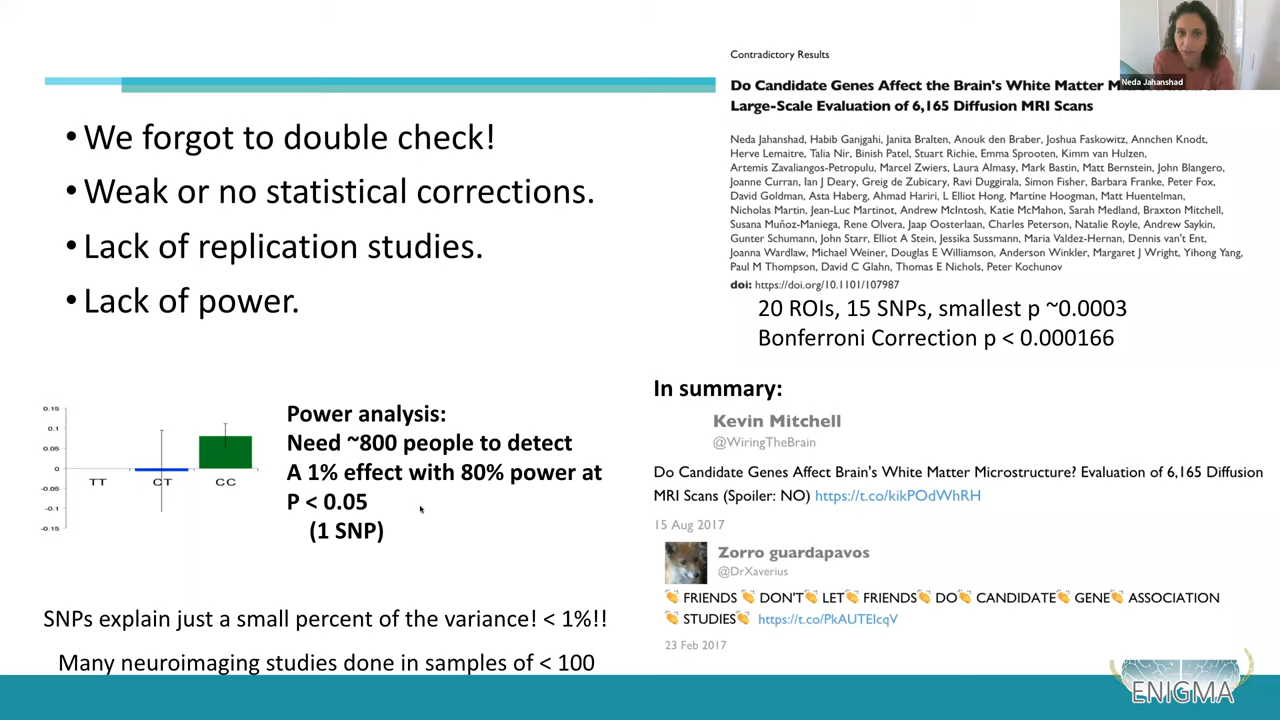 • We forgot to double check!
• Weak or no statistical corrections.
• Lack of replication studies.
• Lack of power.
0.15
0.1
0.05
0
-0.05
-0.1
-0.15
TT
CT
CC
Power analysis:
Need ~800 people to detect
A 1% effect with 80% power at
P < 0.05
(1 SNP)
SNPs explain just a small percent of the variance! < 1%!!
Many neuroimaging studies done in samples of < 100
Contradictory Results
Do Candidate Genes Affect the Brain's White Matter
Large-Scale Evaluation of 6,165 Diffusion MRI Scans
Neda Jahanshad, Habib Ganjgahi, Janita Bralten, Anouk den Braber, Joshua Faskowitz, Annchen Knodt,
Herve Lemaitre, Talia Nir, Binish Patel, Stuart Richie, Emma Sprooten, Kimm van Hulzen,
Artemis Zavaliangos-Petropulu, Marcel Zwiers, Laura Almasy, Mark Bastin, Matt Bernstein, John Blangero,
Joanne Curran, Ian J Deary, Greig de Zubicary, Ravi Duggirala, Simon Fisher, Barbara Franke, Peter Fox,
David Goldman, Asta Haberg, Ahmad Hariri, L Elliot Hong, Martine Hoogman, Matt Huentelman,
Nicholas Martin, Jean-Luc Martinot, Andrew McIntosh, Katie McMahon, Sarah Medland, Braxton Mitchell,
Susana Muñoz-Maniega, Rene Olvera, Jaap Oosterlaan, Charles Peterson, Natalie Royle, Andrew Saykin,
Gunter Schumann, John Starr, Elliot A Stein, Jessika Sussmann, Maria Valdez-Hernan, Dennis van't Ent,
Joanna Wardlaw, Michael Weiner, Douglas E Williamson, Anderson Winkler, Margaret J Wright, Yihong Yang,
Paul M Thompson, David C Glahn, Thomas E Nichols, Peter Kochunov
doi: https://doi.org/10.1101/107987
20 ROIs, 15 SNPs, smallest p ~0.0003
Bonferroni Correction p < 0.000166
In summary:
Kevin Mitchell
@WiringTheBrain
Do Candidate Genes Affect Brain's White Matter Microstructure? Evaluation of 6,165 Diffusion
MRI Scans (Spoiler: NO) https://t.co/kikPOdWhRH
15 Aug 2017
Zorro guardapavos
@DrXaverius
👏 FRIENDS 👏 DON'T👏 LET👏 FRIENDS👏 DO👏 CANDIDATE👏 GENE👏 ASSOCIATION
👏 STUDIES👏 https://t.co/PkAUTEIcqV
23 Feb 2017
Neda Jahanshad
ENIGMA